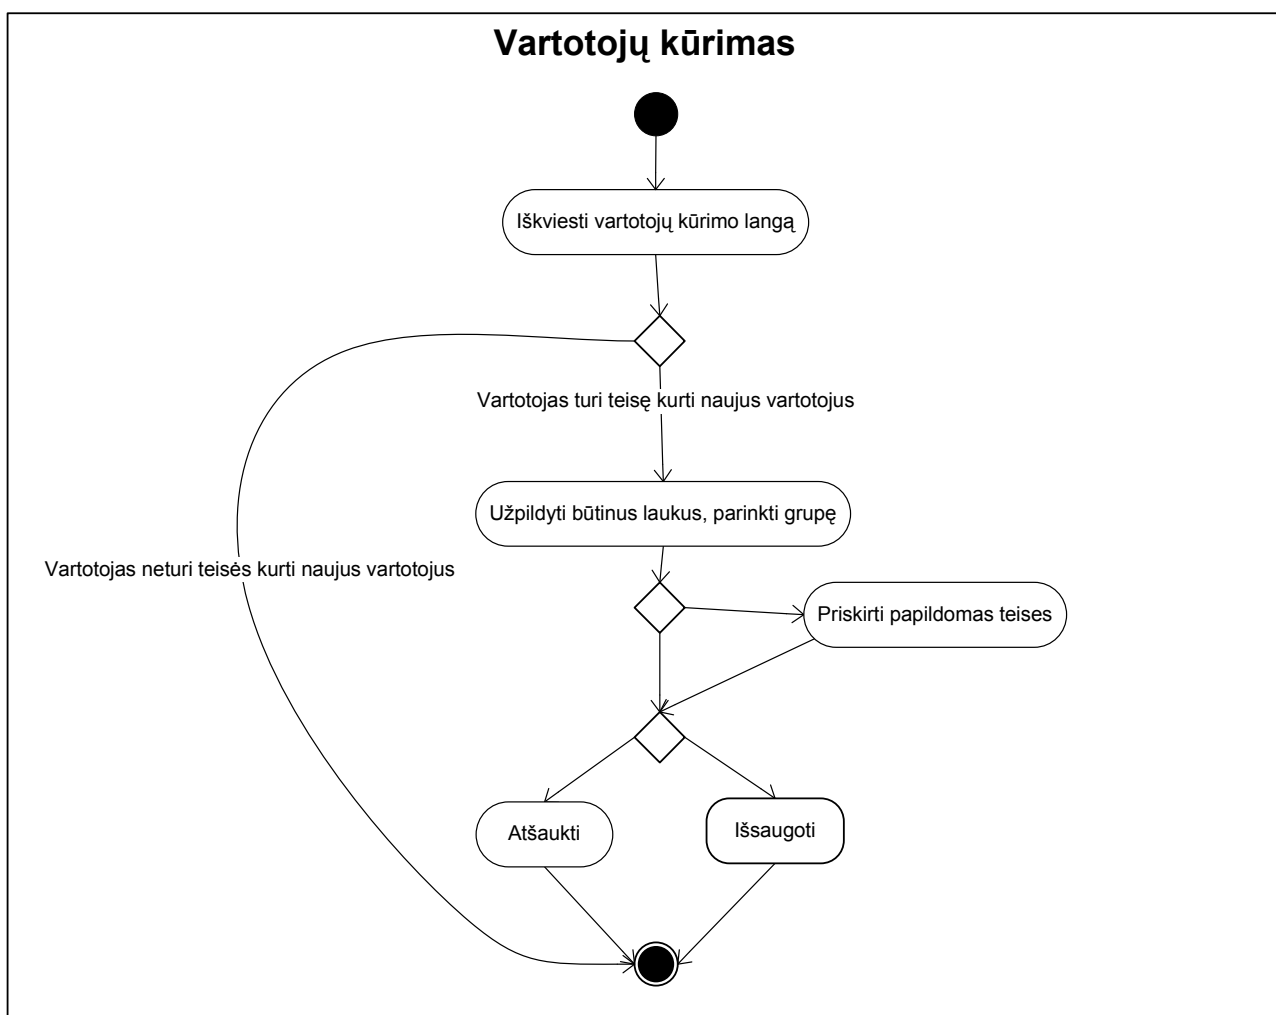 Vartotojų kūrimas
Iškviesti vartotojų kūrimo langą
Vartotojas turi teisę kurti naujus vartotojus
Užpildyti būtinus laukus, parinkti grupę
Vartotojas neturi teisės kurti naujus vartotojus
Priskirti papildomas teises
Atšaukti
Išsaugoti